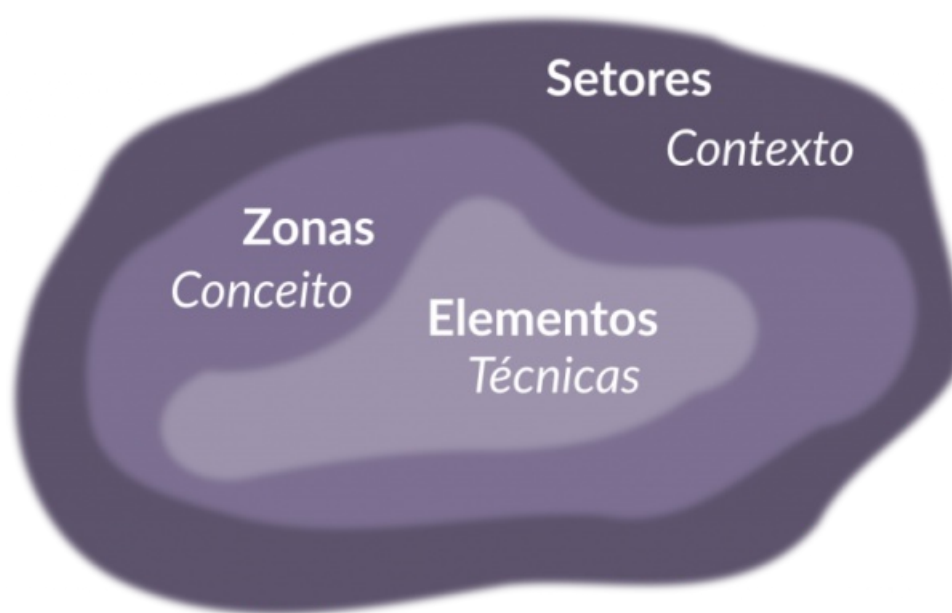 Setores
Contexto
Zonas
Conceito
Elementos
Técnicas